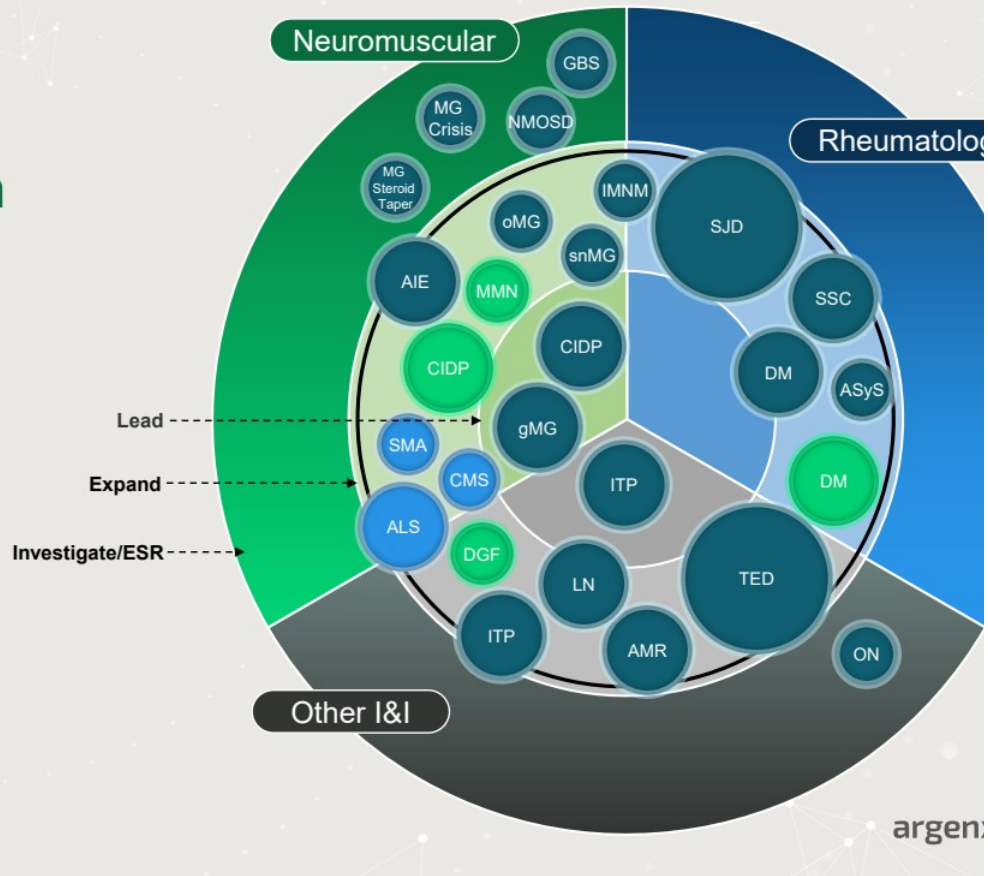 Neuromuscular
GBS
MG
Crisis
NMOSD
Rheumatolog
MG
Steroid
Taper
IMNM
oMG
SJD
snMG
AIE
MMN
SSC
CIDP
CIDP
DM
ASyS
Lead
gMG
SMA
CMS
ITP
DM
Expand
ALS
Investigate/ESR
DGF
LN
TED
ITP
AMR
ON
Other I&I
argenx